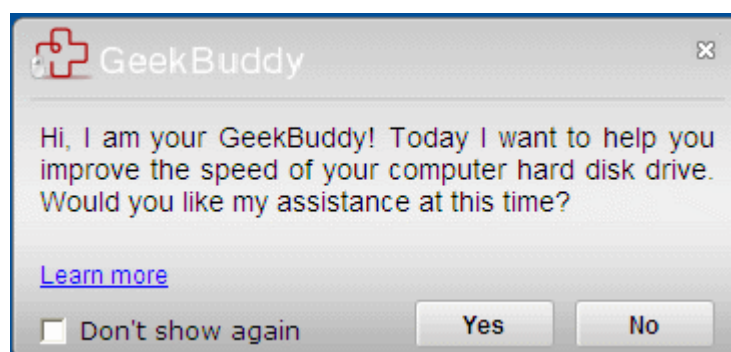 GeekBuddy
Hi, I am your GeekBuddy! Today I want to help you
improve the speed of your computer hard disk drive.
Would you like my assistance at this time?
Learn more
Don't show again
Yes
No